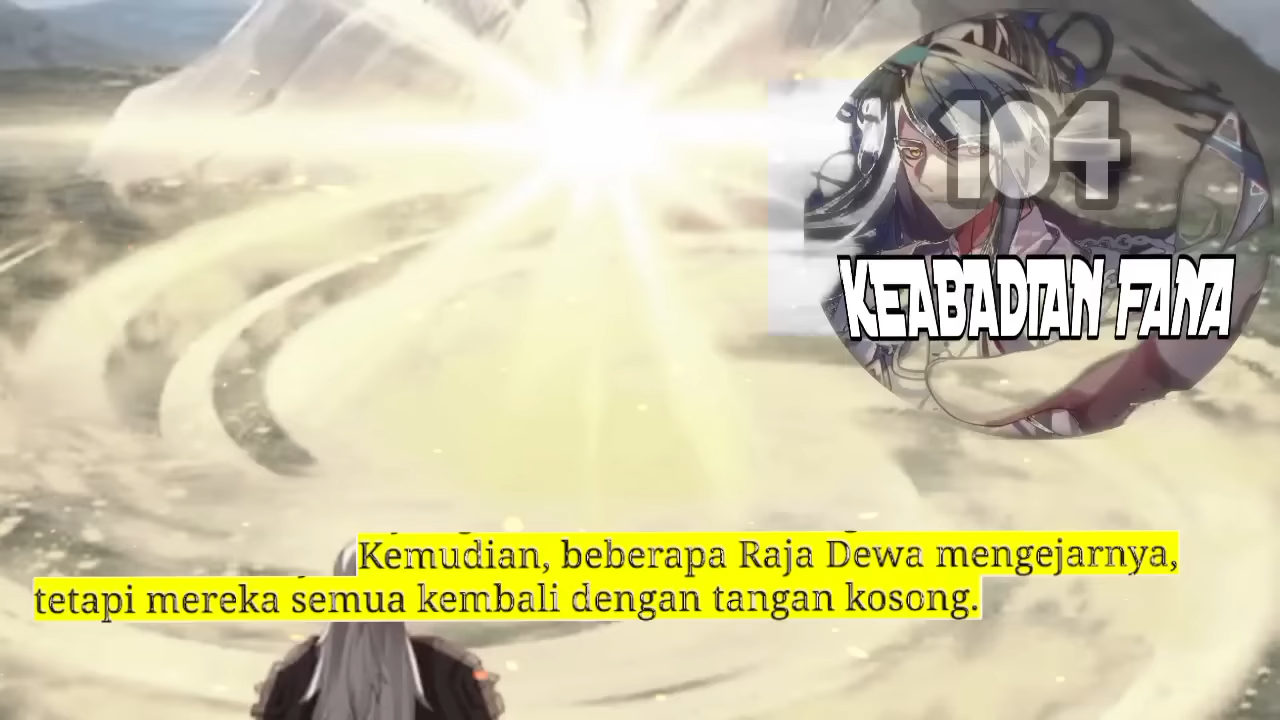 104
KEABADIAN FANA
Kemudian, beberapa Raja Dewa mengejarnya,
tetapi mereka semua kembali dengan tangan kosong.